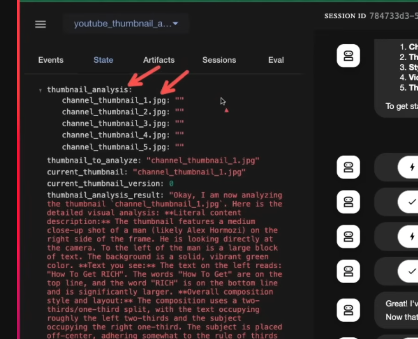 youtube_thumbnail_a...
SESSION ID 784733d3-5
Events State Artifacts Sessions Eval
thumbnail_analysis:
channel_thumbnail_1.jpg: ""
channel_thumbnail_2.jpg: ""
channel_thumbnail_3.jpg: ""
channel_thumbnail_4.jpg: ""
channel_thumbnail_5.jpg: ""
thumbnail_to_analyze: "channel_thumbnail_1.jpg"
current_thumbnail: "channel_thumbnail_1.jpg"
current_thumbnail_version: 0
thumbnail_analysis_result: "Okay, I am now analyzing
the thumbnail `channel_thumbnail_1.jpg`. Here is the
detailed visual analysis: **Literal content
description:** The thumbnail features a medium
close-up shot of a man (likely Alex Hormozi) on the
right side of the frame. He is looking directly at
the camera. To the left of the man is a large block
of text. The background is a solid, vibrant green
color. **Text you see:** The text on the left reads:
"How To Get RICH". The words "How To Get" are on the
top line, and the word "RICH" is on the bottom line
and is significantly larger. **Overall composition
style and layout:** The composition uses a two-
thirds/one-third split, with the text occupying
roughly the left two-thirds and the subject
occupying the right one-third. The subject is placed
off-center, adhering somewhat to the rule of thirds
1. Ch
2. Th
3. Sty
4. Vid
5. Th
To get sta
Great! I'v
Now that